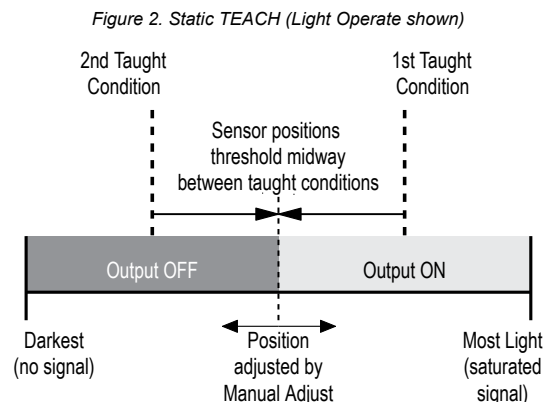 Figure 2. Static TEACH (Light Operate shown)
2nd Taught
Condition
1st Taught
Condition
Sensor positions
threshold midway
between taught conditions
Output OFF
Output ON
Darkest
(no signal)
Position
adjusted by
Manual Adjust
Most Light
(saturated
signal)